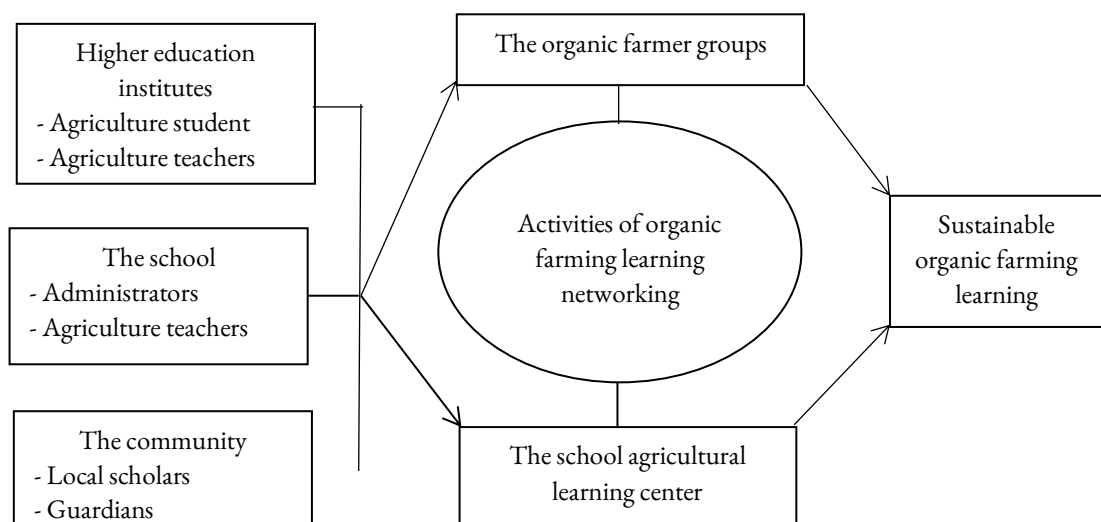 Higher education
institutes
- Agriculture student
- Agriculture teachers
The school
- Administrators
- Agriculture teachers
The community
- Local scholars
- Guardians
The organic farmer groups
Activities of organic
farming learning
networking
The school agricultural
learning center
Sustainable
organic farming
learning